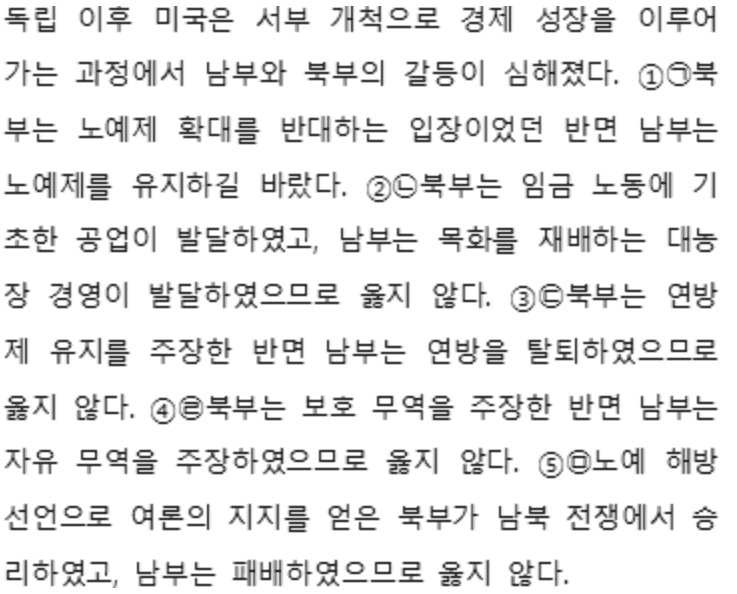 독립 이후 미국은 서부 개척으로 경제 성장을 이루어
가는 과정에서 남부와 북부의 갈등이 심해졌다. ①㉠북
부는 노예제 확대를 반대하는 입장이었던 반면 남부는
노예제를 유지하길 바랐다. ②㉡북부는 임금 노동에 기
초한 공업이 발달하였고, 남부는 목화를 재배하는 대농
장 경영이 발달하였으므로 옳지 않다. ③㉢북부는 연방
제 유지를 주장한 반면 남부는 연방을 탈퇴하였으므로
옳지 않다. ④㉣북부는 보호 무역을 주장한 반면 남부는
자유 무역을 주장하였으므로 옳지 않다. ⑤㉤노예 해방
선언으로 여론의 지지를 얻은 북부가 남북 전쟁에서 승
리하였고, 남부는 패배하였으므로 옳지 않다.